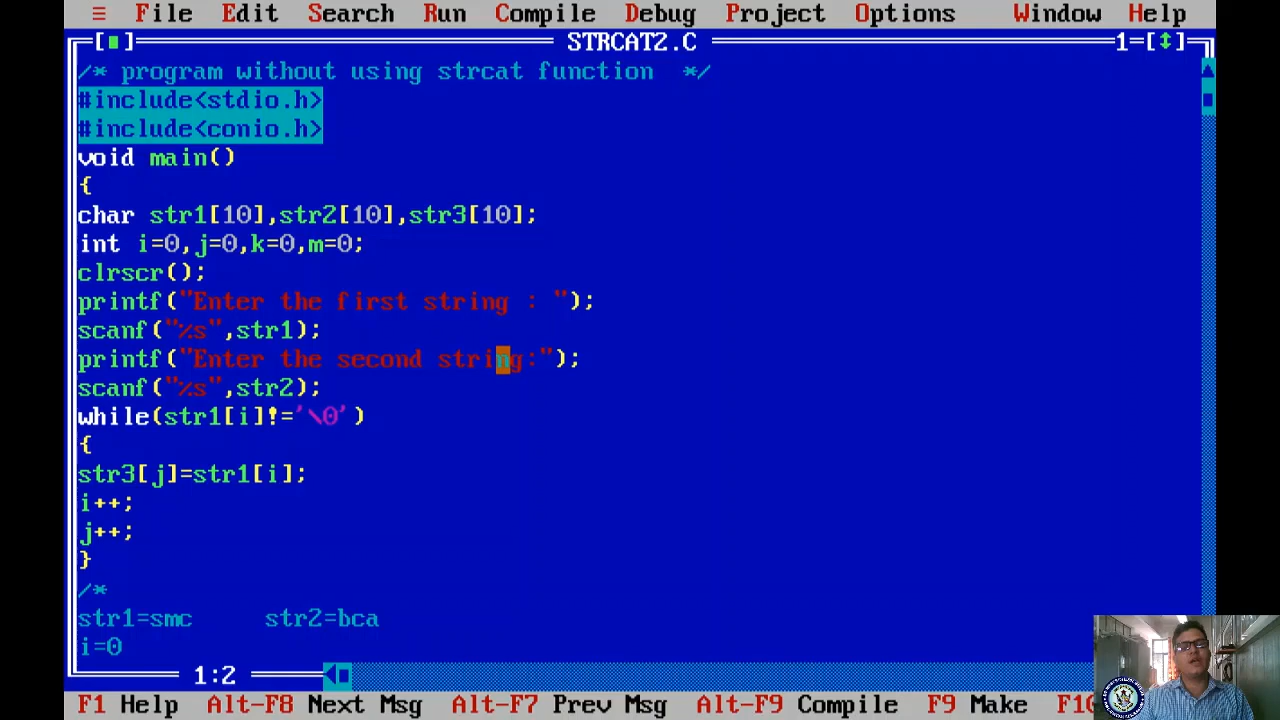 ≡ File Edit Search Run Compile Debug Project Options Window Help
[■] STRCAT2.C 1=[↕]
/* program without using strcat function */
#include<stdio.h>
#include<conio.h>
void main()
{
char str1[10],str2[10],str3[10];
int i=0,j=0,k=0,m=0;
clrscr();
printf("Enter the first string : ");
scanf("%s",str1);
printf("Enter the second string:");
scanf("%s",str2);
while(str1[i]!='\0')
{
str3[j]=str1[i];
i++;
j++;
}
/*
str1=smc str2=bca
i=0
1:2
F1 Help Alt-F8 Next Msg Alt-F7 Prev Msg Alt-F9 Compile F9 Make F10